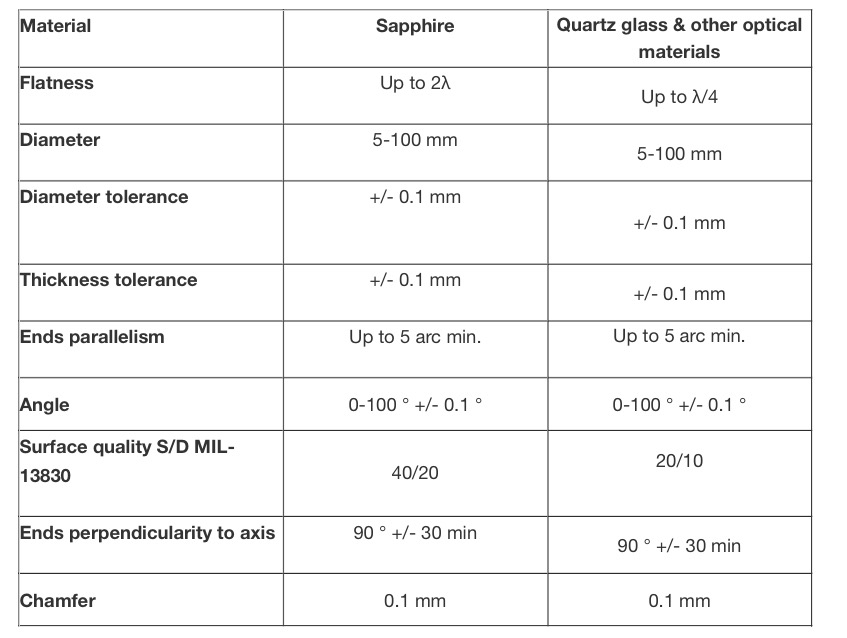 Material Sapphire Quartz glass & other optical
materials
Flatness Up to 2λ Up to λ/4
Diameter 5-100 mm 5-100 mm
Diameter tolerance +/- 0.1 mm +/- 0.1 mm
Thickness tolerance +/- 0.1 mm +/- 0.1 mm
Ends parallelism Up to 5 arc min. Up to 5 arc min.
Angle 0-100 ° +/- 0.1 ° 0-100 ° +/- 0.1 °
Surface quality S/D MIL-
13830 40/20 20/10
Ends perpendicularity to axis 90 ° +/- 30 min 90 ° +/- 30 min
Chamfer 0.1 mm 0.1 mm